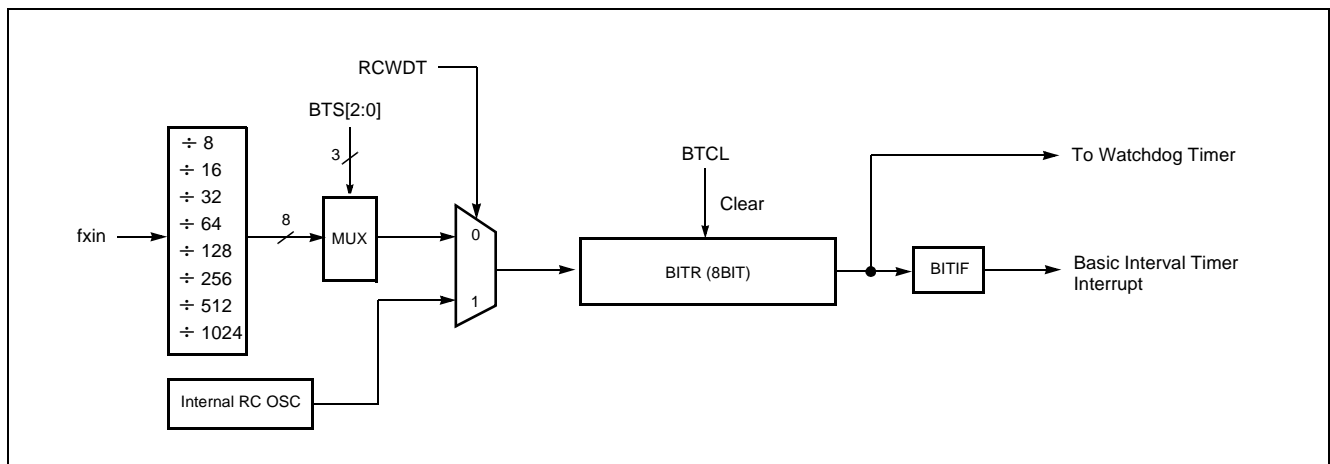 RCWDT
BTS[2:0]
3
÷ 8
÷ 16
÷ 32
÷ 64
÷ 128
÷ 256
÷ 512
÷ 1024
fxin
8
MUX
0
1
Internal RC OSC
BTCL
Clear
BITR (8BIT)
To Watchdog Timer
BITIF
Basic Interval Timer
Interrupt